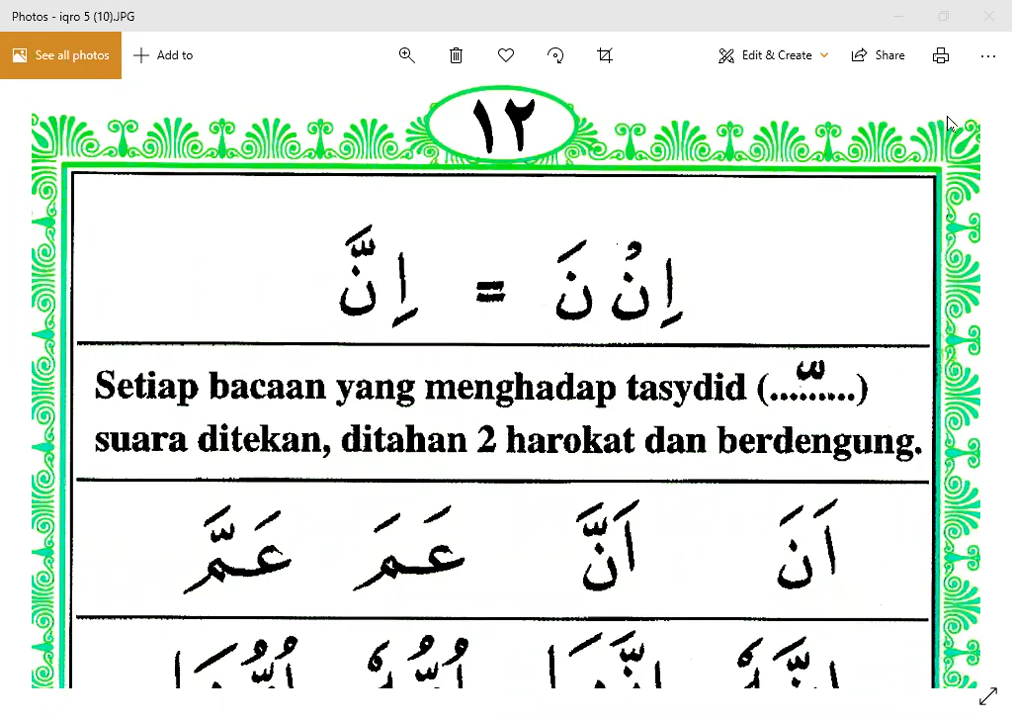 Photos - iqro 5 (10).JPG
See all photos Add to Edit & Create Share
١٢
اِنْ نَ = اِنَّ
Setiap bacaan yang menghadap tasydid (....ّ.....)
suara ditekan, ditahan 2 harokat dan berdengung.
اَنَ اَنَّ عَمَ عَمَّ